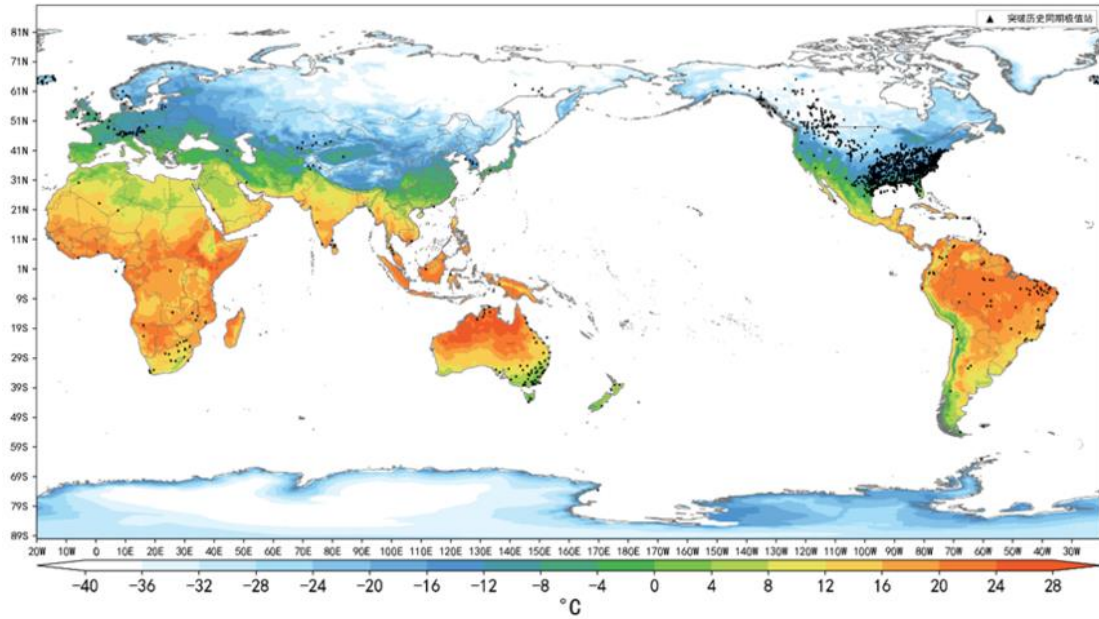 ▲ 突破历史同期极值站
81N
71N
61N
51N
41N
31N
21N
11N
1N
9S
19S
29S
39S
49S
59S
69S
79S
89S
20W 10W 0 10E 20E 30E 40E 50E 60E 70E 80E 90E 100E 110E 120E 130E 140E 150E 160E 170E 180E 170W 160W 150W 140W 130W 120W 110W 100W 90W 80W 70W 60W 50W 40W 30W
-40 -36 -32 -28 -24 -20 -16 -12 -8 -4 0 4 8 12 16 20 24 28
°C